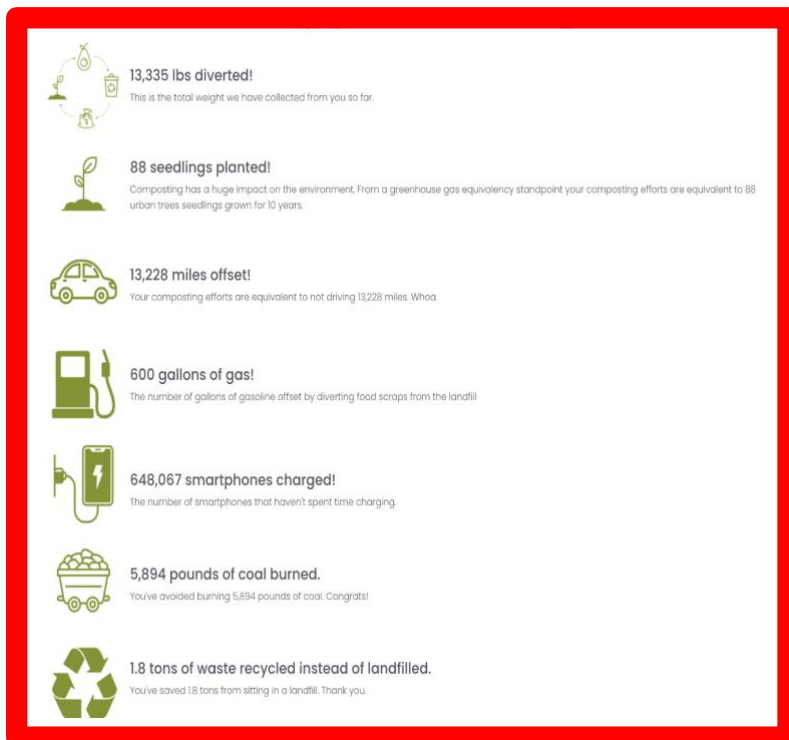 13,335 lbs diverted!
This is the total weight we have collected from you so far.
88 seedlings planted!
Composting has a huge impact on the environment. From a greenhouse gas equivalency standpoint your composting efforts are equivalent to 88
urban trees seedlings grown for 10 years.
13,228 miles offset!
Your composting efforts are equivalent to not driving 13,228 miles. Whoa.
600 gallons of gas!
The number of gallons of gasoline offset by diverting food scraps from the landfill
648,067 smartphones charged!
The number of smartphones that haven't spent time charging.
5,894 pounds of coal burned.
You've avoided burning 5,894 pounds of coal. Congrats!
1.8 tons of waste recycled instead of landfilled.
You've saved 1.8 tons from sitting in a landfill. Thank you.